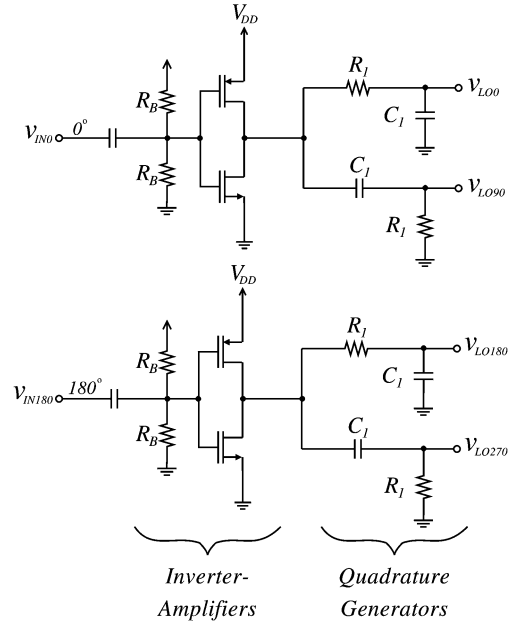 V_DD
R_1
v_LO0
R_B
C_1
v_IN0
0°
C_1
v_LO90
R_B
R_1
V_DD
R_1
v_LO180
R_B
C_1
v_IN180
180°
C_1
v_LO270
R_B
R_1
Inverter-
Amplifiers
Quadrature
Generators